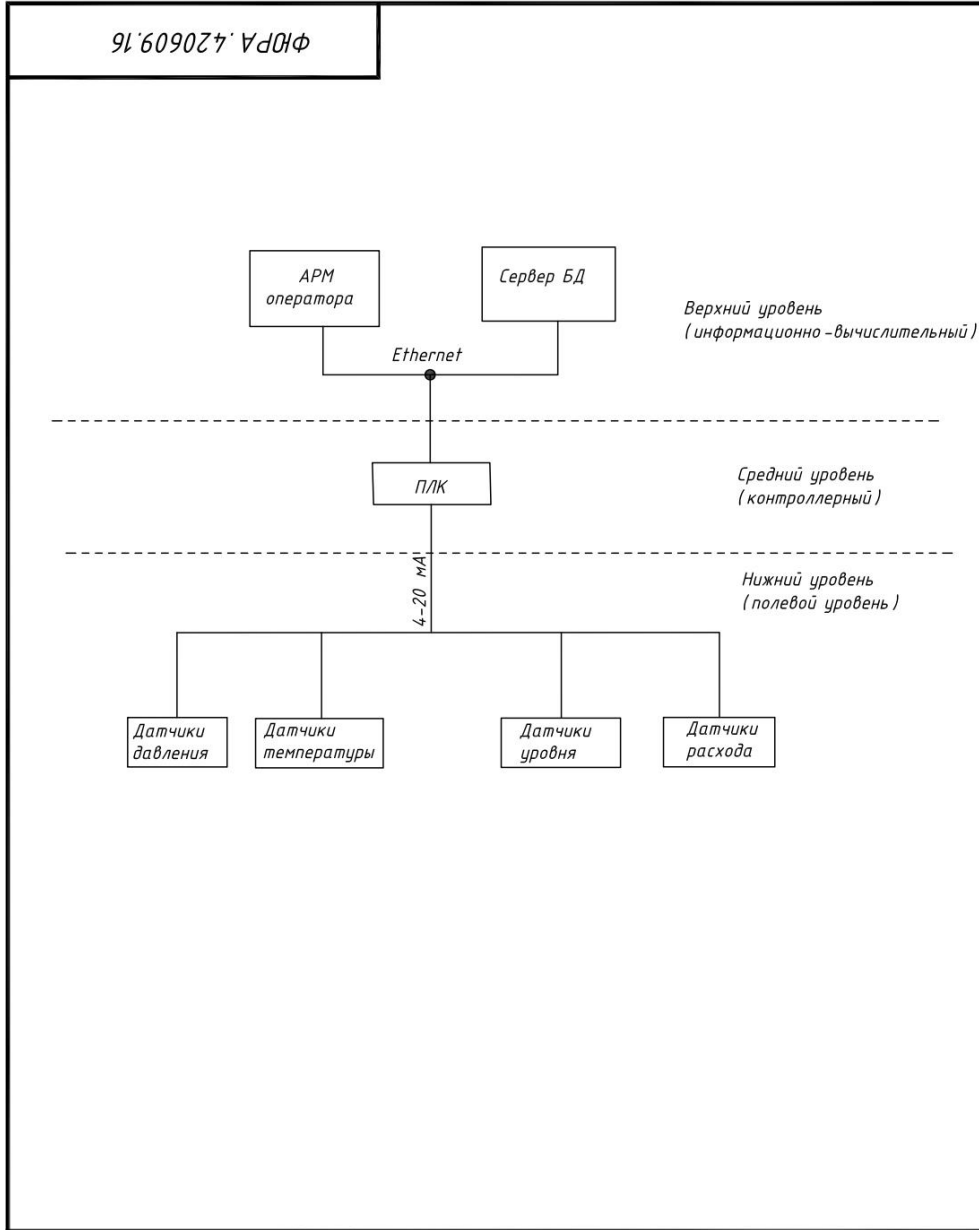 ФЮРА.420609.16
АРМ
оператора
Сервер БД
Верхний уровень
(информационно-вычислительный)
Ethernet
ПЛК
Средний уровень
(контроллерный)
4-20 мА
Нижний уровень
(полевой уровень)
Датчики
давления
Датчики
температуры
Датчики
уровня
Датчики
расхода